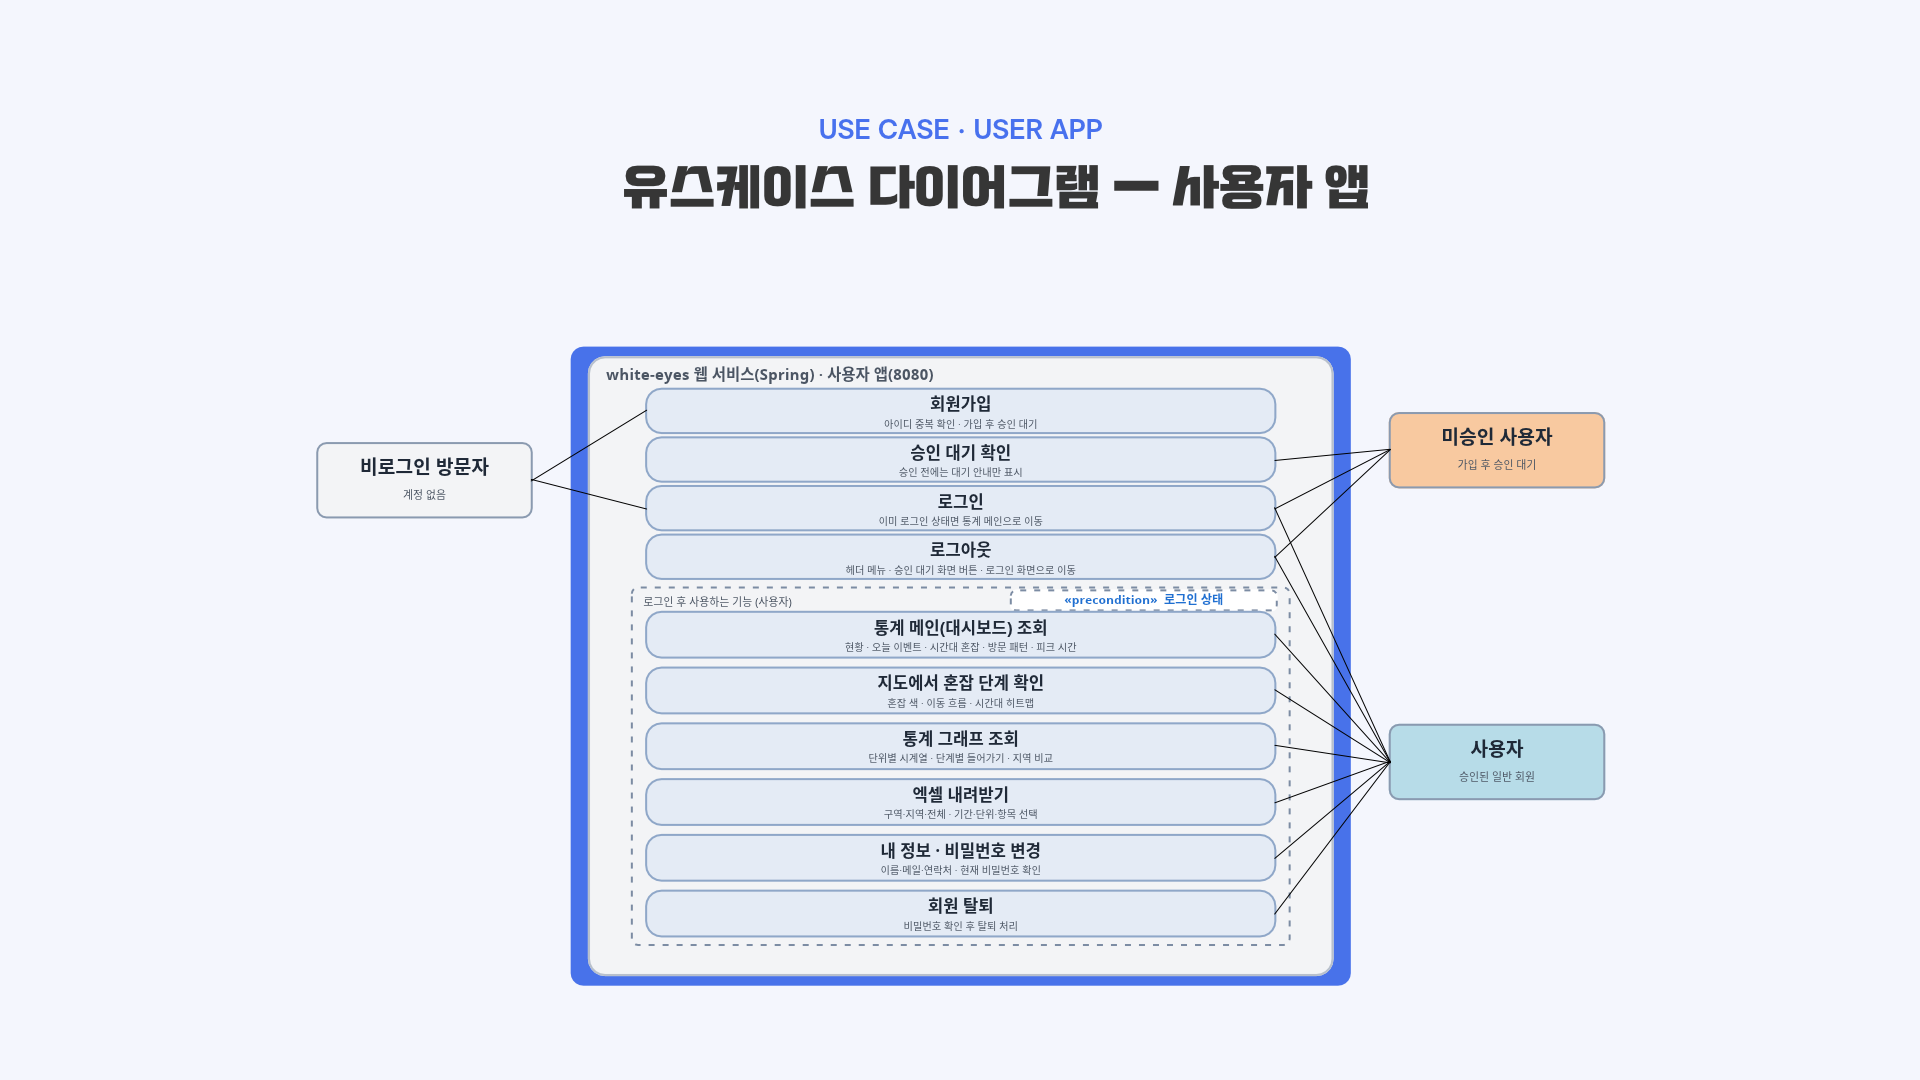 USE CASE · USER APP
유스케이스 다이어그램 — 사용자 앱
white-eyes 웹 서비스(Spring) · 사용자 앱(8080)
회원가입
아이디 중복 확인 · 가입 후 승인 대기
승인 대기 확인
승인 전에는 대기 안내만 표시
로그인
이미 로그인 상태면 통계 메인으로 이동
로그아웃
헤더 메뉴 · 승인 대기 화면 버튼 · 로그인 화면으로 이동
비로그인 방문자
계정 없음
미승인 사용자
가입 후 승인 대기
로그인 후 사용하는 기능 (사용자)
«precondition» 로그인 상태
통계 메인(대시보드) 조회
현황 · 오늘 이벤트 · 시간대 혼잡 · 방문 패턴 · 피크 시간
지도에서 혼잡 단계 확인
혼잡 색 · 이동 흐름 · 시간대 히트맵
통계 그래프 조회
단위별 시계열 · 단계별 들어가기 · 지역 비교
엑셀 내려받기
구역·지역·전체 · 기간·단위·항목 선택
내 정보 · 비밀번호 변경
이름·메일·연락처 · 현재 비밀번호 확인
회원 탈퇴
비밀번호 확인 후 탈퇴 처리
사용자
승인된 일반 회원